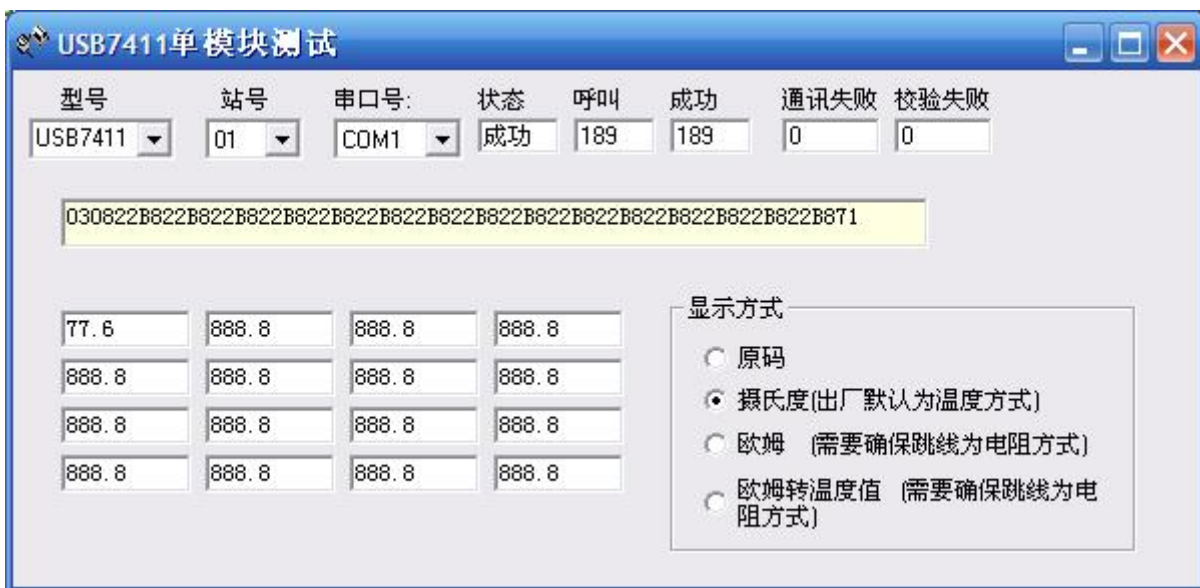 USB7411单模块测试
型号 站号 串口号: 状态 呼叫 成功 通讯失败 校验失败
USB7411 01 COM1 成功 189 189 0 0
030822B822B822B822B822B822B822B822B822B822B822B822B822B822B822B871
77.6 888.8 888.8 888.8
888.8 888.8 888.8 888.8
888.8 888.8 888.8 888.8
888.8 888.8 888.8 888.8
显示方式
原码
摄氏度(出厂默认为温度方式)
欧姆 (需要确保跳线为电阻方式)
欧姆转温度值 (需要确保跳线为电
阻方式)